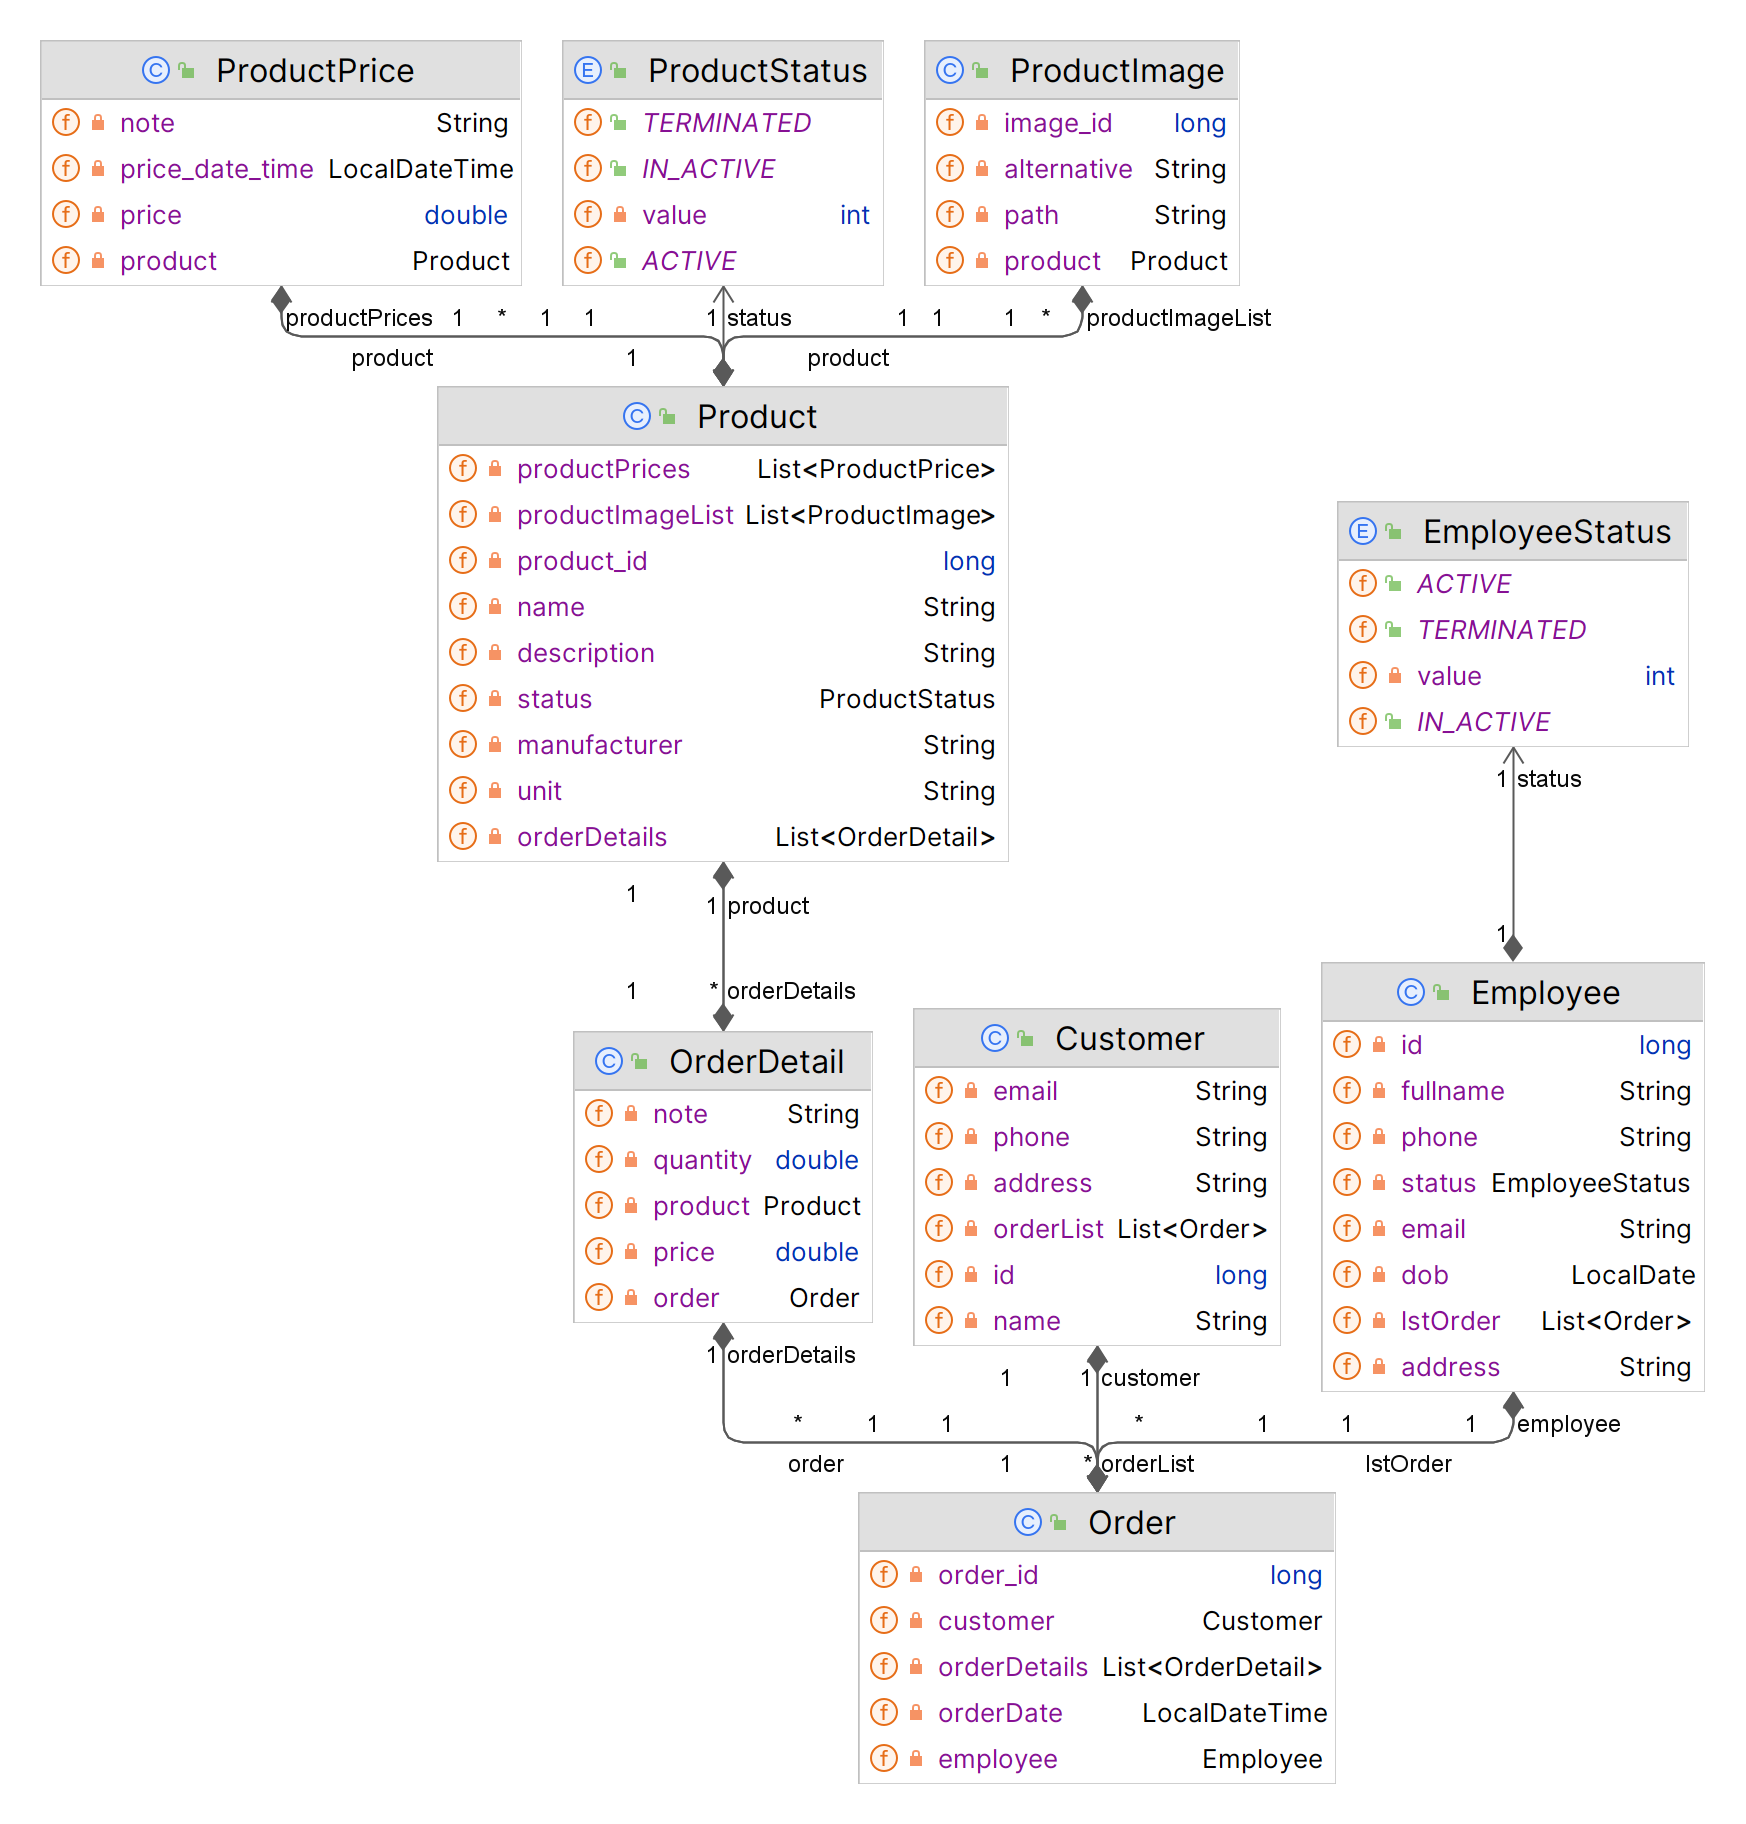 ProductPrice
note String
price_date_time LocalDateTime
price double
product Product
ProductStatus
TERMINATED
IN_ACTIVE
value int
ACTIVE
ProductImage
image_id long
alternative String
path String
product Product
productPrices 1 * 1 1 1 status 1 1 1 * productImageList
product 1 product
Product
productPrices List<ProductPrice>
productImageList List<ProductImage>
product_id long
name String
description String
status ProductStatus
manufacturer String
unit String
orderDetails List<OrderDetail>
EmployeeStatus
ACTIVE
TERMINATED
value int
IN_ACTIVE
1 status
1
1
1 product
1 * orderDetails
OrderDetail
note String
quantity double
product Product
price double
order Order
Customer
email String
phone String
address String
orderList List<Order>
id long
name String
Employee
id long
fullname String
phone String
status EmployeeStatus
email String
dob LocalDate
lstOrder List<Order>
address String
1 orderDetails
1 1 customer
* 1 1 * 1 1 1 employee
order 1 * orderList lstOrder
Order
order_id long
customer Customer
orderDetails List<OrderDetail>
orderDate LocalDateTime
employee Employee